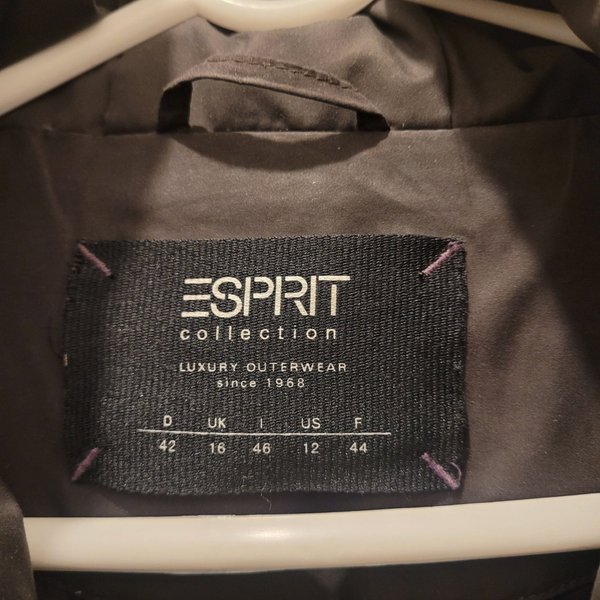 ESPRIT
collection
LUXURY OUTERWEAR
since 1968
D UK I US F
42 16 46 12 44